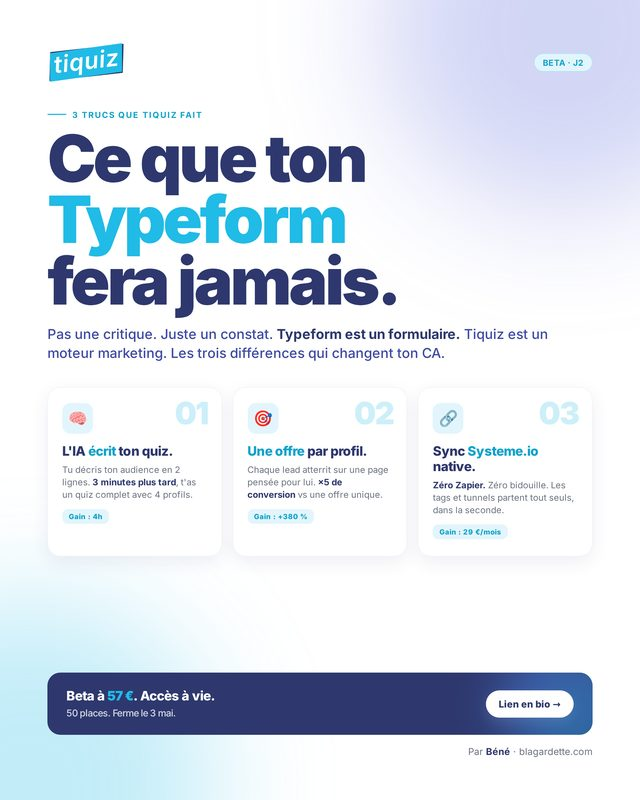 tiquiz
BETA · J2
3 TRUCS QUE TIQUIZ FAIT
Ce que ton
Typeform
fera jamais.
Pas une critique. Juste un constat. Typeform est un formulaire. Tiquiz est un
moteur marketing. Les trois différences qui changent ton CA.
01
L'IA écrit ton quiz.
Tu décris ton audience en 2
lignes. 3 minutes plus tard, t'as
un quiz complet avec 4 profils.
Gain : 4h
02
Une offre par profil.
Chaque lead atterrit sur une page
pensée pour lui. ×5 de
conversion vs une offre unique.
Gain : +380 %
03
Sync Systeme.io
native.
Zéro Zapier. Zéro bidouille. Les
tags et tunnels partent tout seuls,
dans la seconde.
Gain : 29 €/mois
Beta à 57 €. Accès à vie.
50 places. Ferme le 3 mai.
Lien en bio →
Par Béné · blagardette.com